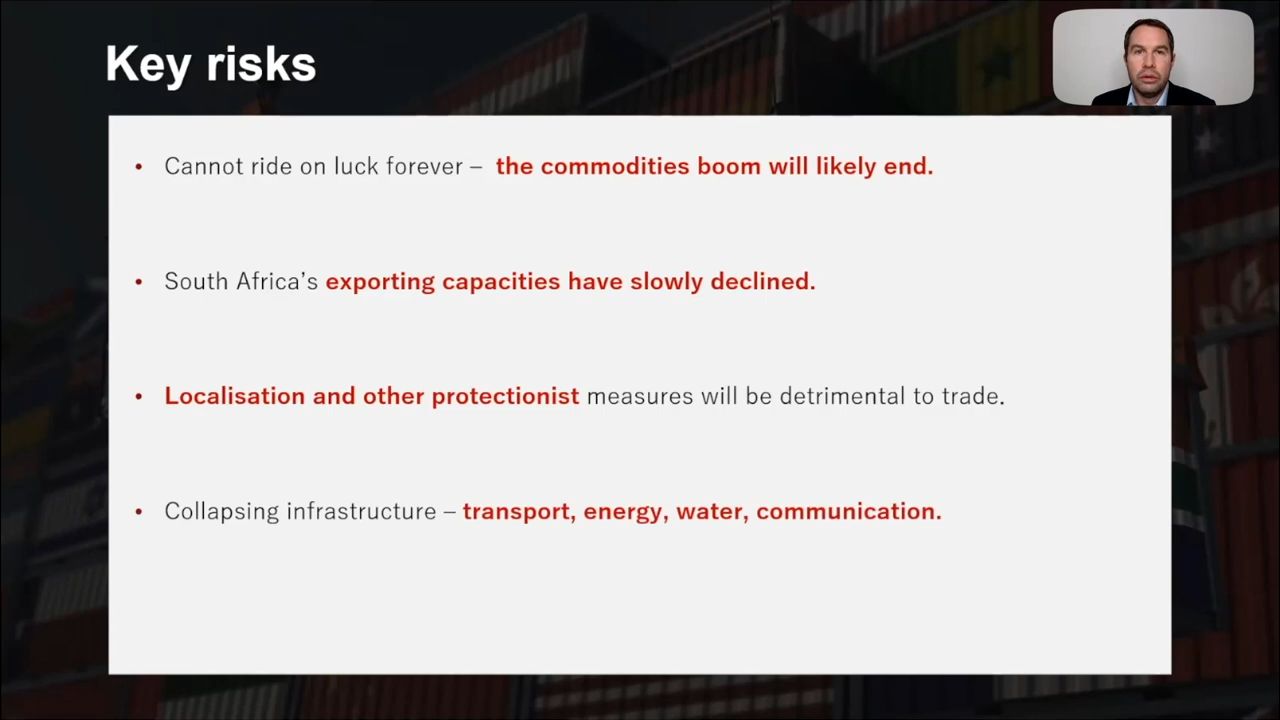 Key risks
• Cannot ride on luck forever – the commodities boom will likely end.
• South Africa’s exporting capacities have slowly declined.
• Localisation and other protectionist measures will be detrimental to trade.
• Collapsing infrastructure – transport, energy, water, communication.